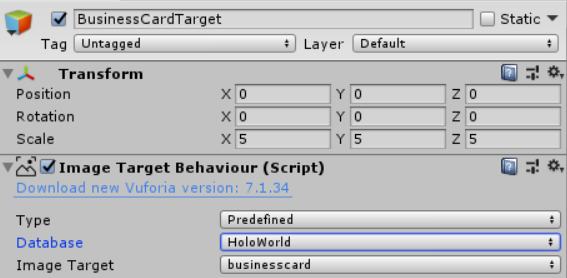 BusinessCardTarget Static
Tag Untagged Layer Default
Transform
Position X 0 Y 0 Z 0
Rotation X 0 Y 0 Z 0
Scale X 5 Y 5 Z 5
Image Target Behaviour (Script)
Download new Vuforia version: 7.1.34
Type Predefined
Database HoloWorld
Image Target businesscard